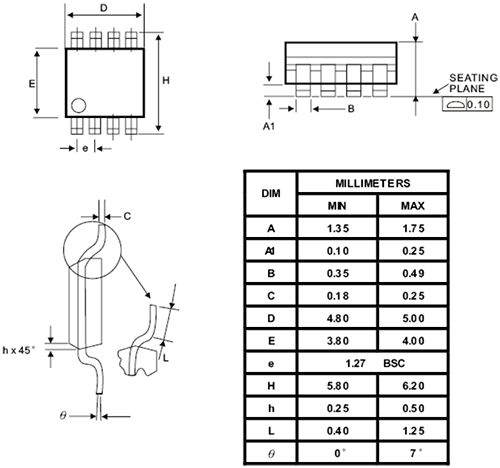 D
E
H
e
A
A1
B
SEATING
PLANE
0.10
C
L
h x 45°
θ
DIM MILLIMETERS
MIN MAX
A 1.35 1.75
A1 0.10 0.25
B 0.35 0.49
C 0.18 0.25
D 4.80 5.00
E 3.80 4.00
e 1.27 BSC
H 5.80 6.20
h 0.25 0.50
L 0.40 1.25
θ 0° 7°